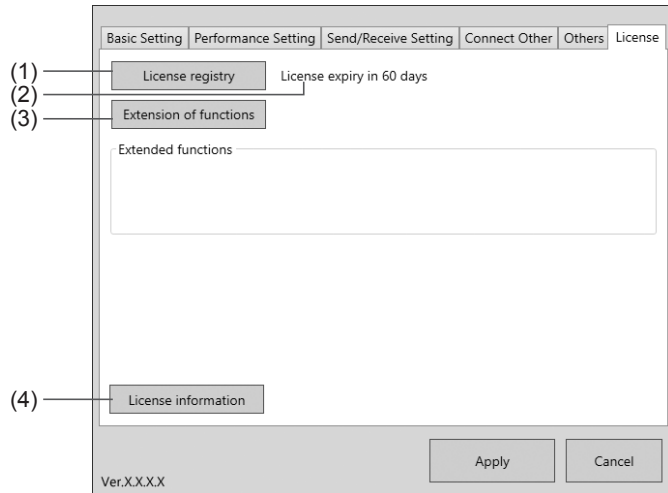 Basic Setting Performance Setting Send/Receive Setting Connect Other Others License
(1) License registry License expiry in 60 days
(2)
(3) Extension of functions
Extended functions
(4) License information
Apply Cancel
Ver.X.X.X.X